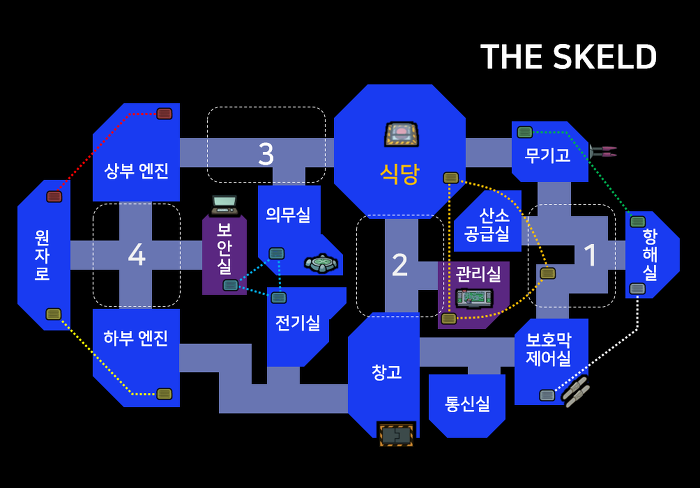 THE SKELD
상부 엔진
3
식당
무기고
원
자
로
4
보
안
실
의무실
2
산소
공급실
1
항
해
실
관리실
하부 엔진
전기실
창고
보호막
제어실
통신실